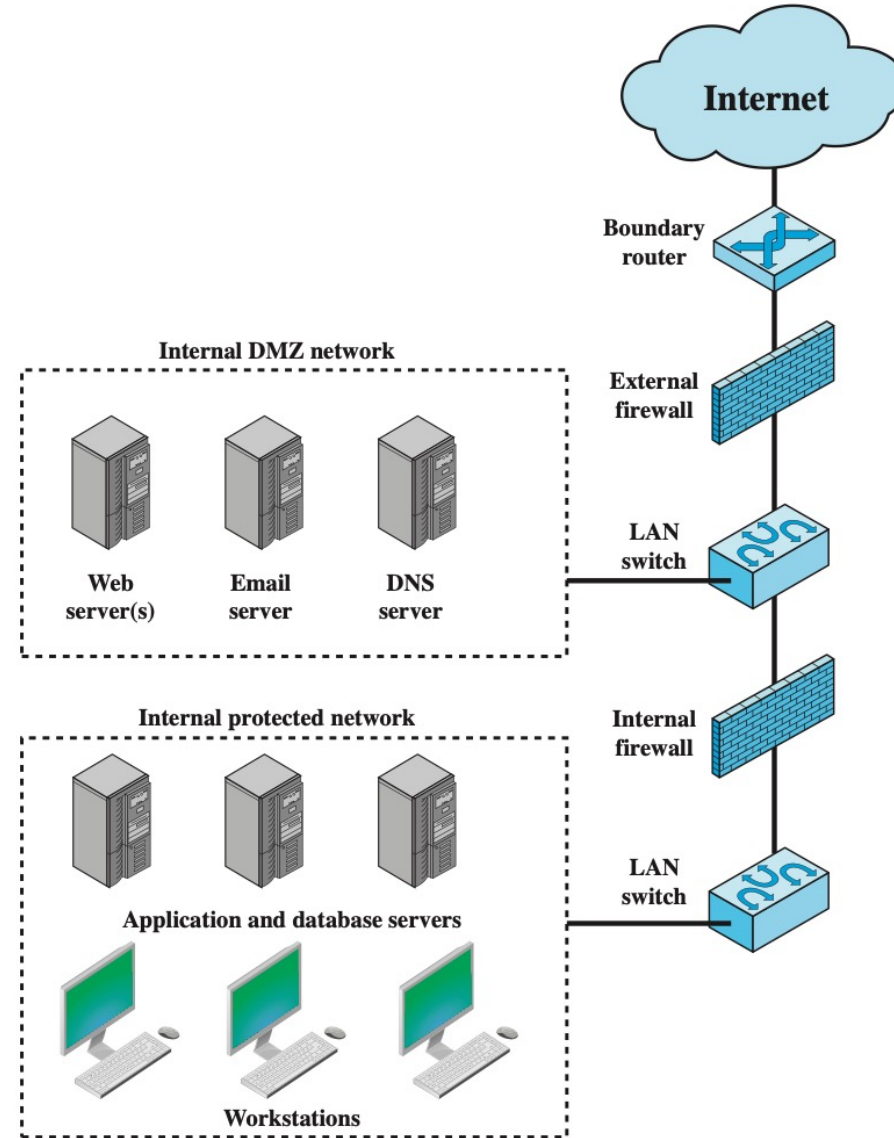 Internet
Boundary
router
Internal DMZ network
External
firewall
Web
server(s)
Email
server
DNS
server
LAN
switch
Internal protected network
Internal
firewall
LAN
switch
Application and database servers
Workstations